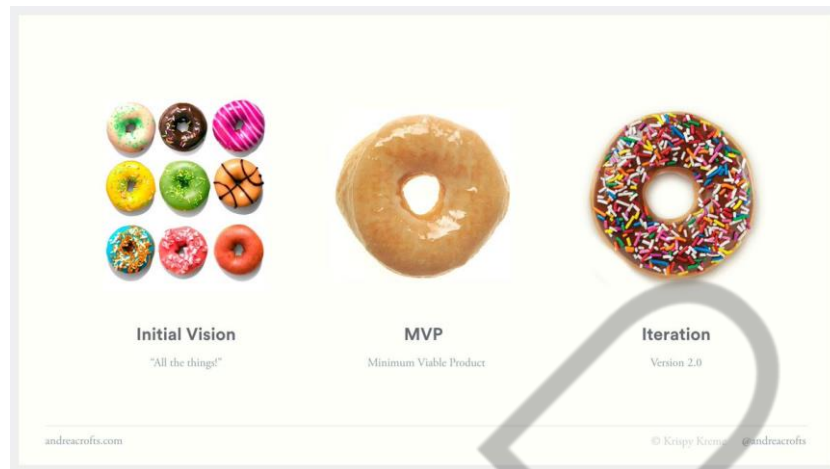 Initial Vision
MVP
Iteration
"All the things!"
Minimum Viable Product
Version 2.0
andreacrofts.com
© Krispy Kreme
@andreacrofts